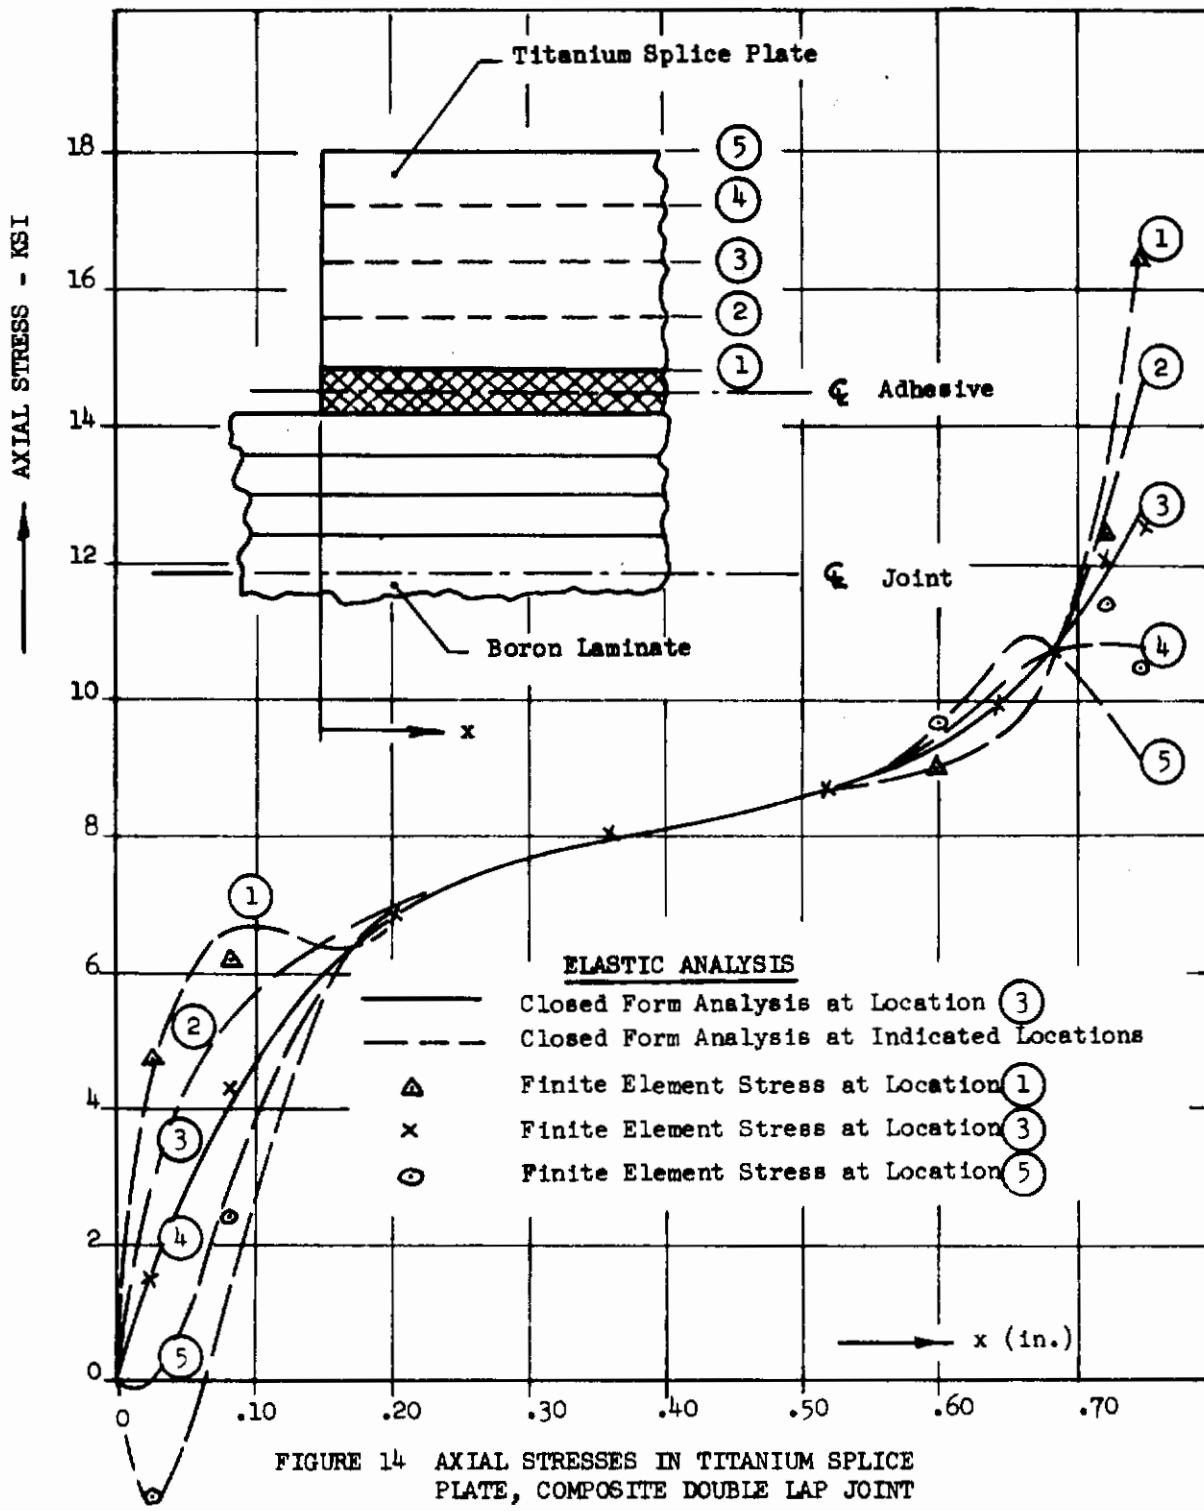 Titanium Splice Plate
18
5
4
AXIAL STRESS - KSI
1
3
16
2
2
1
℄ Adhesive
14
3
12
℄ Joint
Boron Laminate
4
10
x
5
8
1
6
ELASTIC ANALYSIS
Closed Form Analysis at Location 3
2
Closed Form Analysis at Indicated Locations
Finite Element Stress at Location 1
4
3
Finite Element Stress at Location 3
Finite Element Stress at Location 5
4
2
x (in.)
5
0
0 .10 .20 .30 .40 .50 .60 .70
FIGURE 14 AXIAL STRESSES IN TITANIUM SPLICE
PLATE, COMPOSITE DOUBLE LAP JOINT